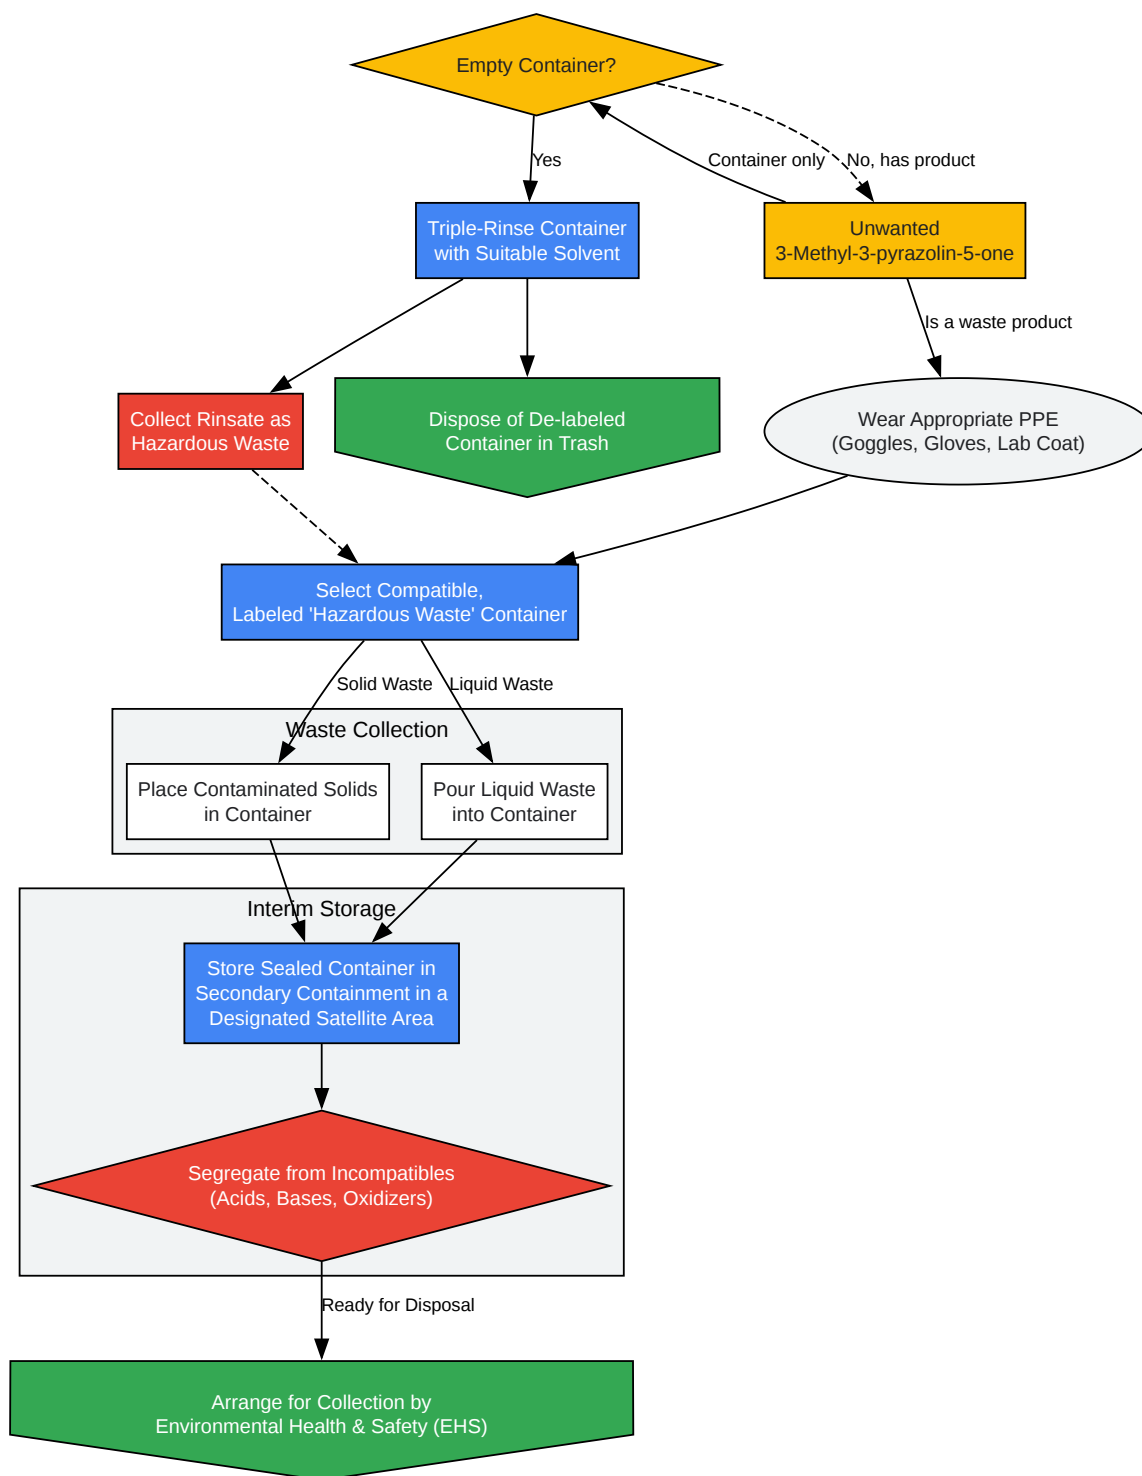 Empty Container?
Yes
Container only
No, has product
Triple-Rinse Container
with Suitable Solvent
Unwanted
3-Methyl-3-pyrazolin-5-one
Is a waste product
Collect Rinsate as
Hazardous Waste
Dispose of De-labeled
Container in Trash
Wear Appropriate PPE
(Goggles, Gloves, Lab Coat)
Select Compatible,
Labeled 'Hazardous Waste' Container
Solid Waste
Liquid Waste
Waste Collection
Place Contaminated Solids
in Container
Pour Liquid Waste
into Container
Interim Storage
Store Sealed Container in
Secondary Containment in a
Designated Satellite Area
Segregate from Incompatibles
(Acids, Bases, Oxidizers)
Ready for Disposal
Arrange for Collection by
Environmental Health & Safety (EHS)